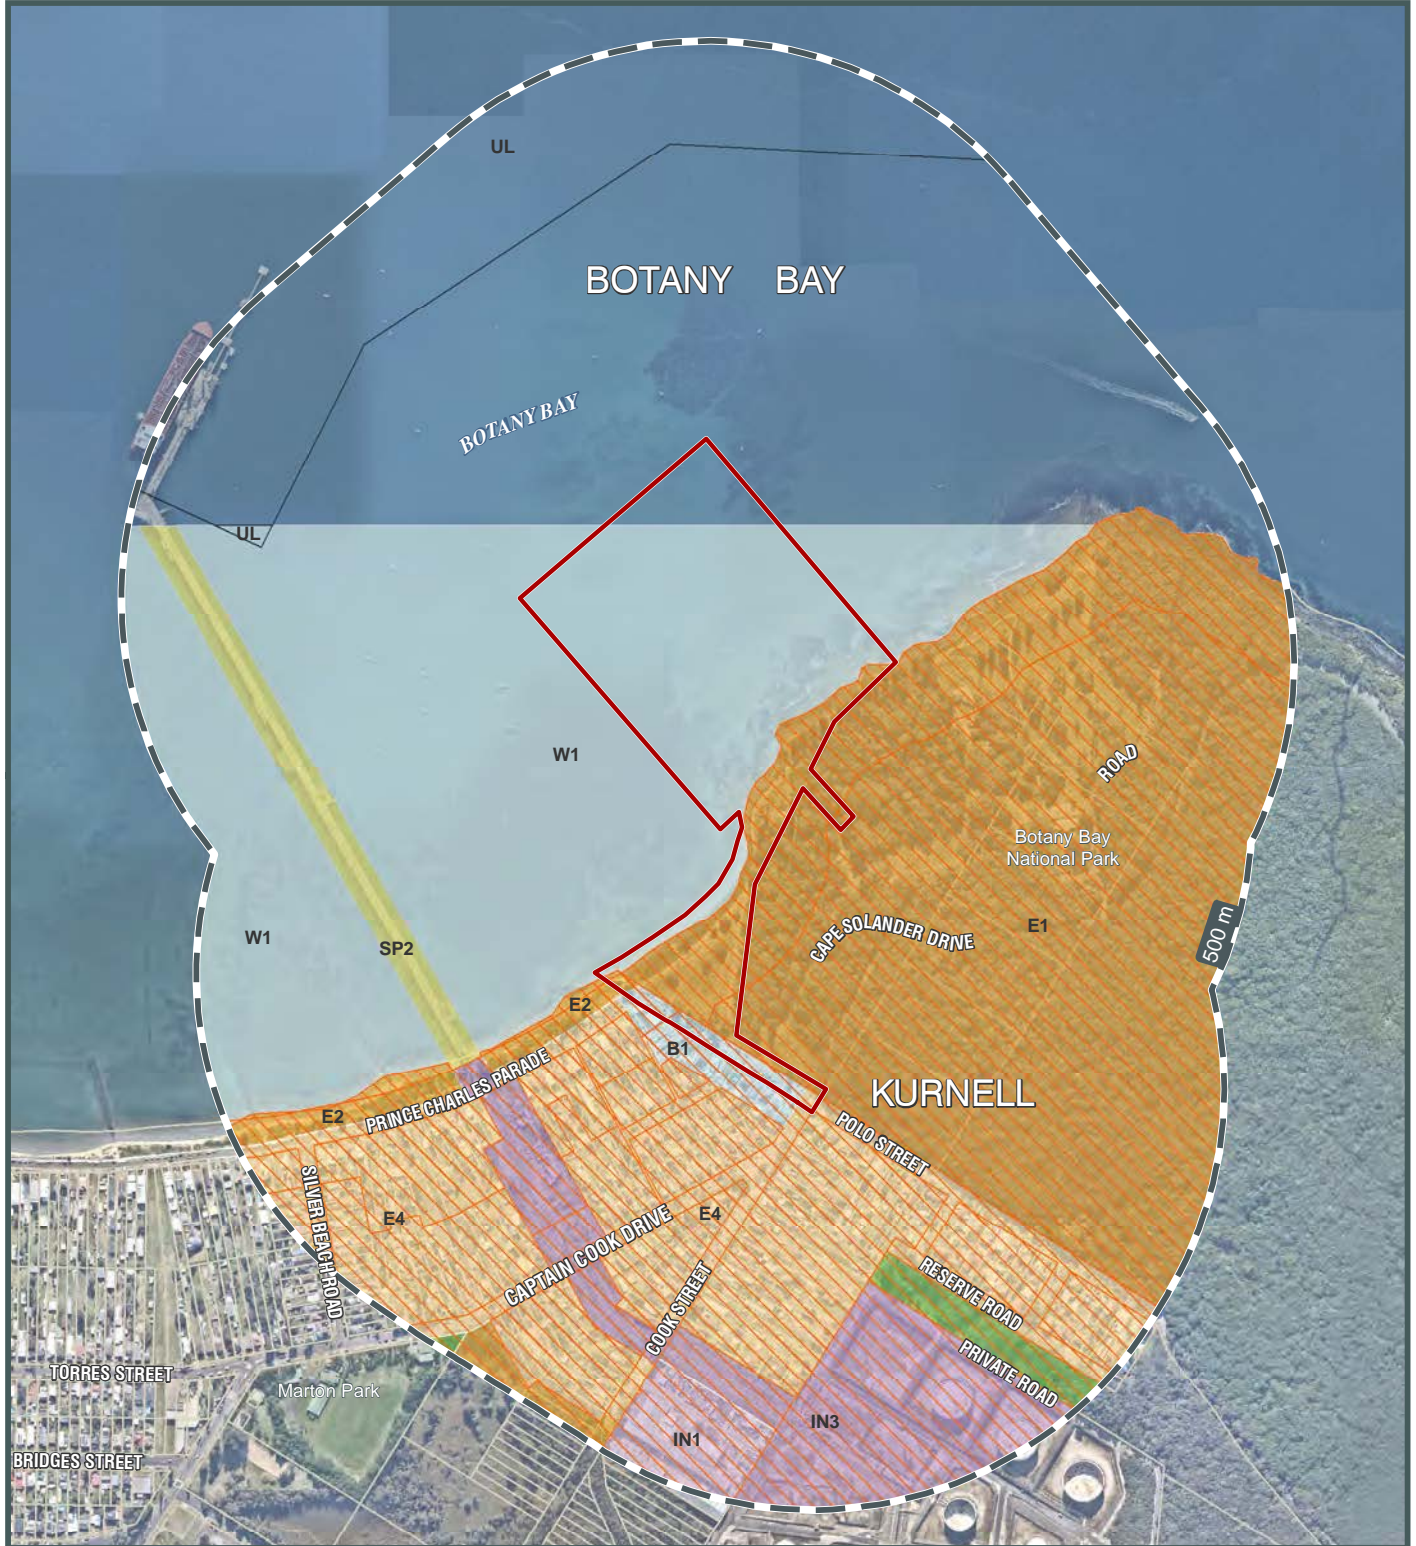 UL
BOTANY BAY
BOTANY BAY
UL
W1
ROAD
Botany Bay
National Park
CAPE SOLANDER DRIVE
E1
500 m
W1
SP2
E2
B1
KURNELL
PRINCE CHARLES PARADE
E2
POLO STREET
SILVER BEACH ROAD
E4
E4
CAPTAIN COOK DRIVE
COOK STREET
RESERVE ROAD
PRIVATE ROAD
TORRES STREET
Marton Park
IN3
IN1
BRIDGES STREET